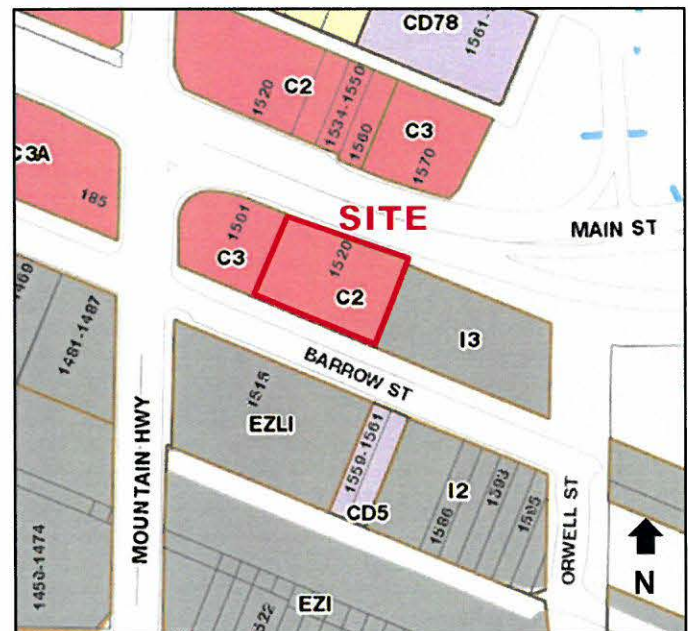 CD78
1561-
C2
1520
1534-1550
1560
C3
1570
C3A
185
SITE
MAIN ST
1501
C3
1520
C2
I3
1469
1481-1487
BARROW ST
1515
EZLI
1559-1561
CD5
I2
1586
1593
1595
MOUNTAIN HWY
ORWELL ST
N
1450-1474
EZI
522